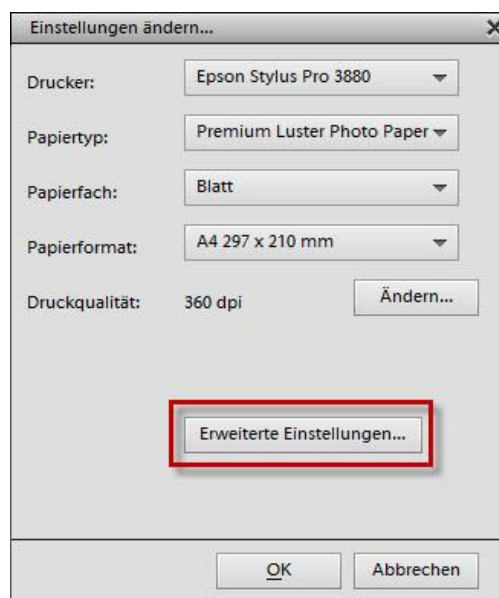 Einstellungen ändern...
Drucker: Epson Stylus Pro 3880
Papiertyp: Premium Luster Photo Paper
Papierfach: Blatt
Papierformat: A4 297 x 210 mm
Druckqualität: 360 dpi Ändern...
Erweiterte Einstellungen...
OK Abbrechen